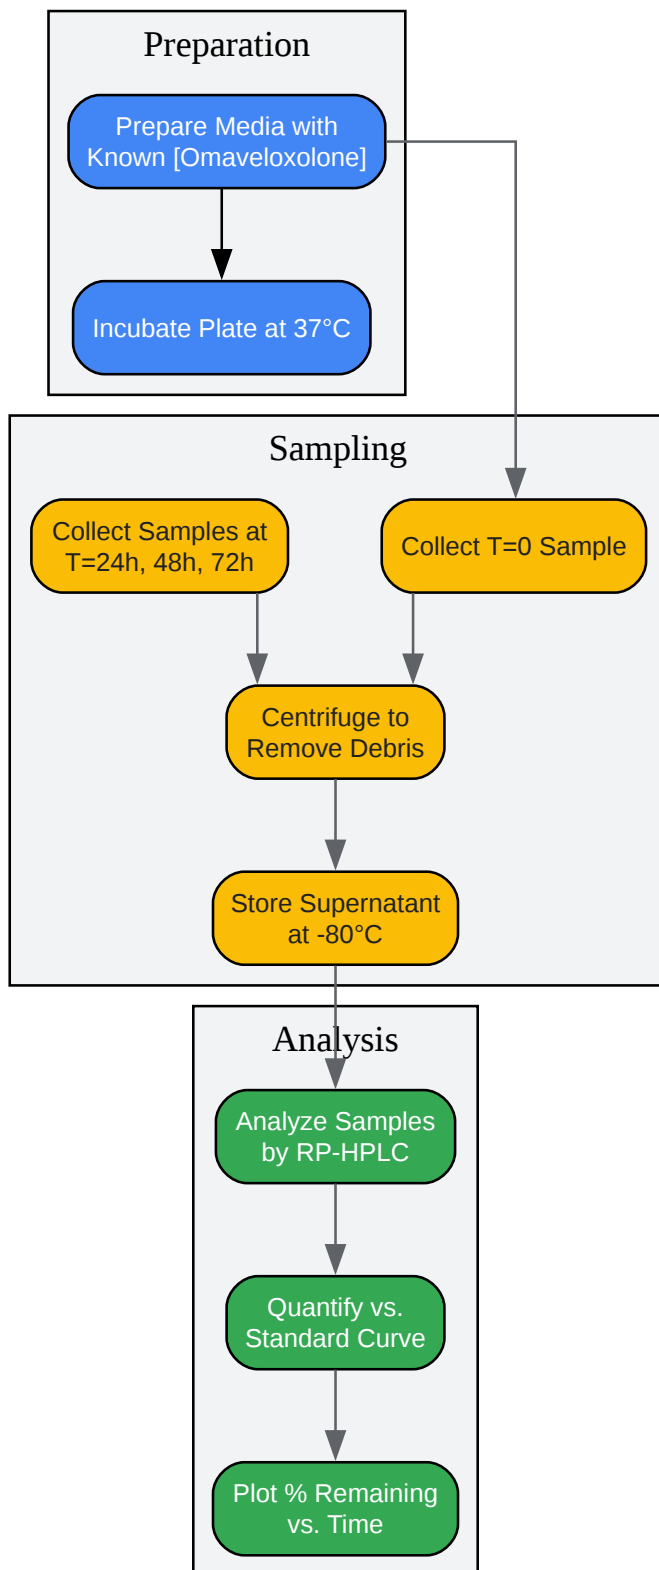 Preparation
Prepare Media with
Known [Omaveloxolone]
Incubate Plate at 37°C
Sampling
Collect Samples at
T=24h, 48h, 72h
Collect T=0 Sample
Centrifuge to
Remove Debris
Store Supernatant
at -80°C
Analysis
Analyze Samples
by RP-HPLC
Quantify vs.
Standard Curve
Plot % Remaining
vs. Time